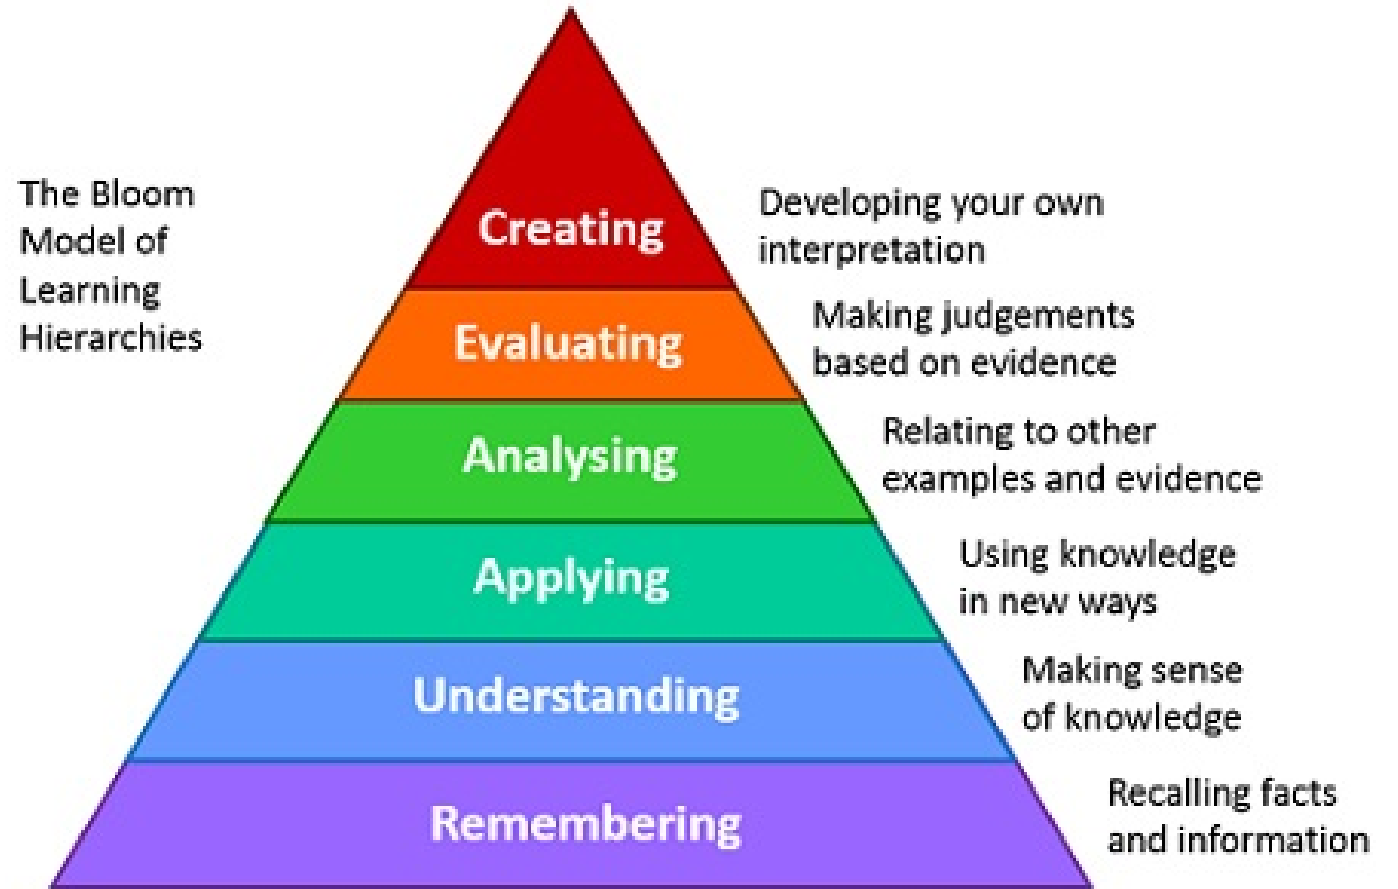 The Bloom
Model of
Learning
Hierarchies
Creating
Developing your own
interpretation
Evaluating
Making judgements
based on evidence
Analysing
Relating to other
examples and evidence
Applying
Using knowledge
in new ways
Understanding
Making sense
of knowledge
Remembering
Recalling facts
and information